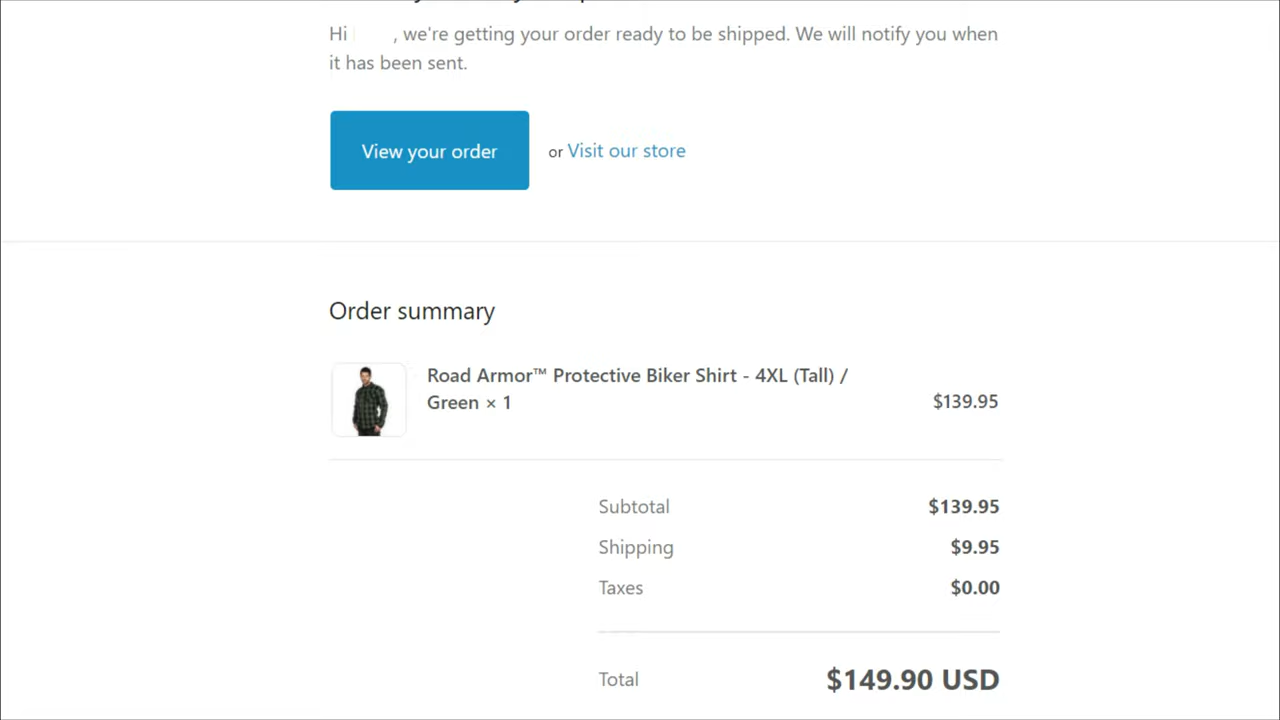 Hi , we're getting your order ready to be shipped. We will notify you when
it has been sent.
View your order or Visit our store
Order summary
Road Armor™ Protective Biker Shirt - 4XL (Tall) /
Green × 1
$139.95
Subtotal $139.95
Shipping $9.95
Taxes $0.00
Total $149.90 USD